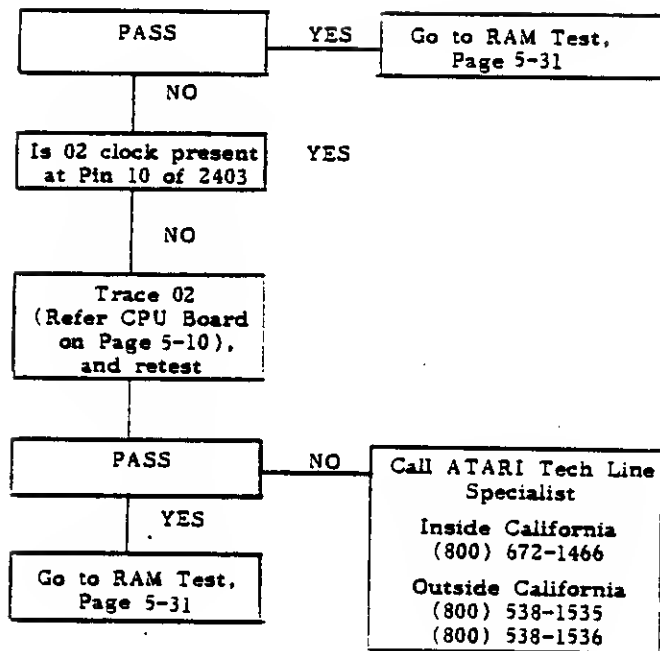 PASS
YES
Go to RAM Test,
Page 5-31
NO
Is 02 clock present
at Pin 10 of 2403
YES
NO
Trace 02
(Refer CPU Board
on Page 5-10),
and retest
PASS
NO
Call ATARI Tech Line
Specialist
Inside California
(800) 672-1466
Outside California
(800) 538-1535
(800) 538-1536
YES
Go to RAM Test,
Page 5-31